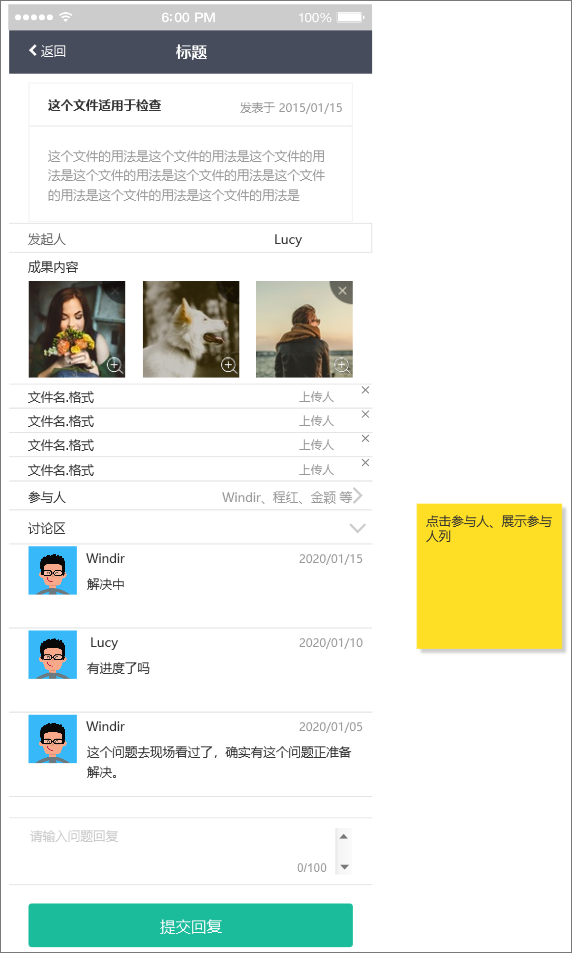 6:00 PM 100%
返回 标题
这个文件适用于检查 发表于 2015/01/15
这个文件的用法是这个文件的用法是这个文件的用
法是这个文件的用法是这个文件的用法是这个文件
的用法是这个文件的用法是这个文件的用法是
发起人 Lucy
成果内容
文件名.格式 上传人
文件名.格式 上传人
文件名.格式 上传人
文件名.格式 上传人
参与人 Windir、程红、金颖 等
讨论区
Windir 2020/01/15
解决中
Lucy 2020/01/10
有进度了吗
Windir 2020/01/05
这个问题去现场看过了，确实有这个问题正准备
解决。
请输入问题回复
0/100
提交回复
点击参与人、展示参与
人列